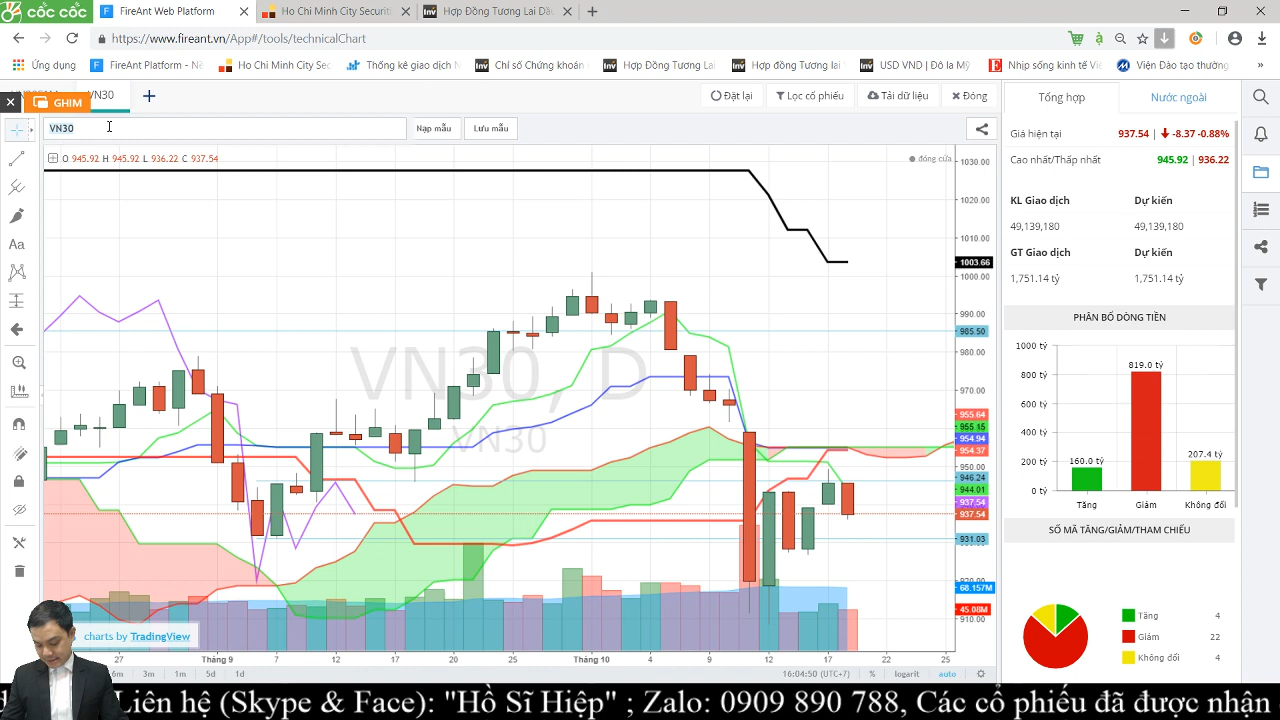 CỐC CỐC
FireAnt Web Platform
Ho Chi Minh City Securit
Hợp Đồng Tương Lai Dầu
https://www.fireant.vn/App#/tools/technicalChart
Ứng dụng
FireAnt Platform - Nề
Ho Chi Minh City Sec
Thống kê giao dịch
Chỉ số Chứng khoán
Hợp Đồng Tương Lai
Hợp đồng tương lai
USD VND | Đô la Mỹ
Nhịp sống kinh tế Việ
Viện Đào tạo thường
»
GHIM
VN30
Lọc cổ phiếu
Tải dữ liệu
Đóng
Tổng hợp
Nước ngoài
VN30
Nạp mẫu
Lưu mẫu
O 945.92 H 945.92 L 936.22 C 937.54
đóng cửa
VN30, D
VN30
1030.00
1020.00
1010.00
1003.66
1000.00
990.00
985.50
980.00
970.00
955.64
955.15
954.94
954.37
950.00
946.24
944.01
937.54
937.54
931.03
920.00
68.157M
45.08M
910.00
Giá hiện tại
937.54 | -8.37 -0.88%
Cao nhất/Thấp nhất
945.92 | 936.22
KL Giao dịch
Dự kiến
49,139,180
49,139,180
GT Giao dịch
Dự kiến
1,751.14 tỷ
1,751.14 tỷ
PHÂN BỐ DÒNG TIỀN
1000 tỷ
800 tỷ
600 tỷ
400 tỷ
200 tỷ
0 tỷ
160.0 tỷ
819.0 tỷ
207.4 tỷ
Tăng
Giảm
Không đổi
SỐ MÃ TĂNG/GIẢM/THAM CHIẾU
Tăng 4
Giảm 22
Không đổi 4
Aa
charts by TradingView
27
Tháng 9
7
12
17
20
25
Tháng 10
4
9
12
17
22
25
6m
3m
1m
5d
1d
16:04:50 (UTC+7)
%
logarit
auto
Liên hệ (Skype & Face): "Hồ Sĩ Hiệp" ; Zalo: 0909 890 788, Các cổ phiếu đã được nhận